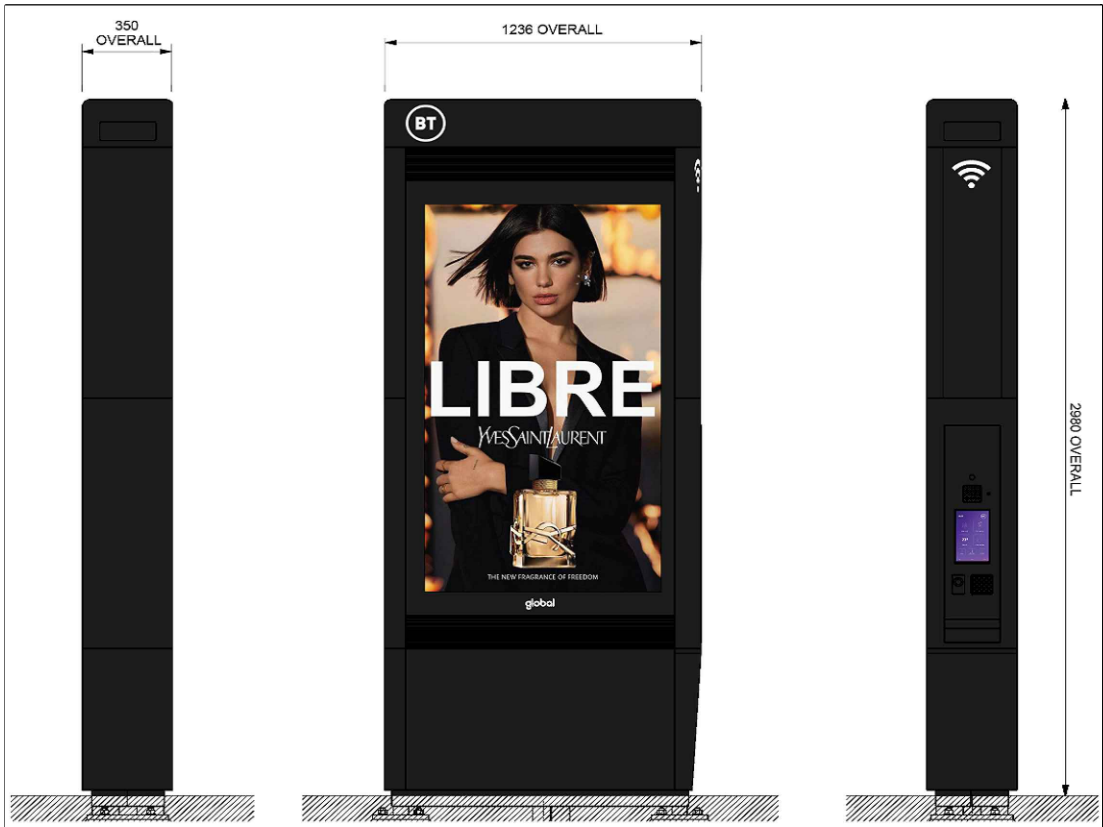 350
OVERALL
1236 OVERALL
BT
LIBRE
YVESSAINTLAURENT
THE NEW FRAGRANCE OF FREEDOM
global
2980 OVERALL